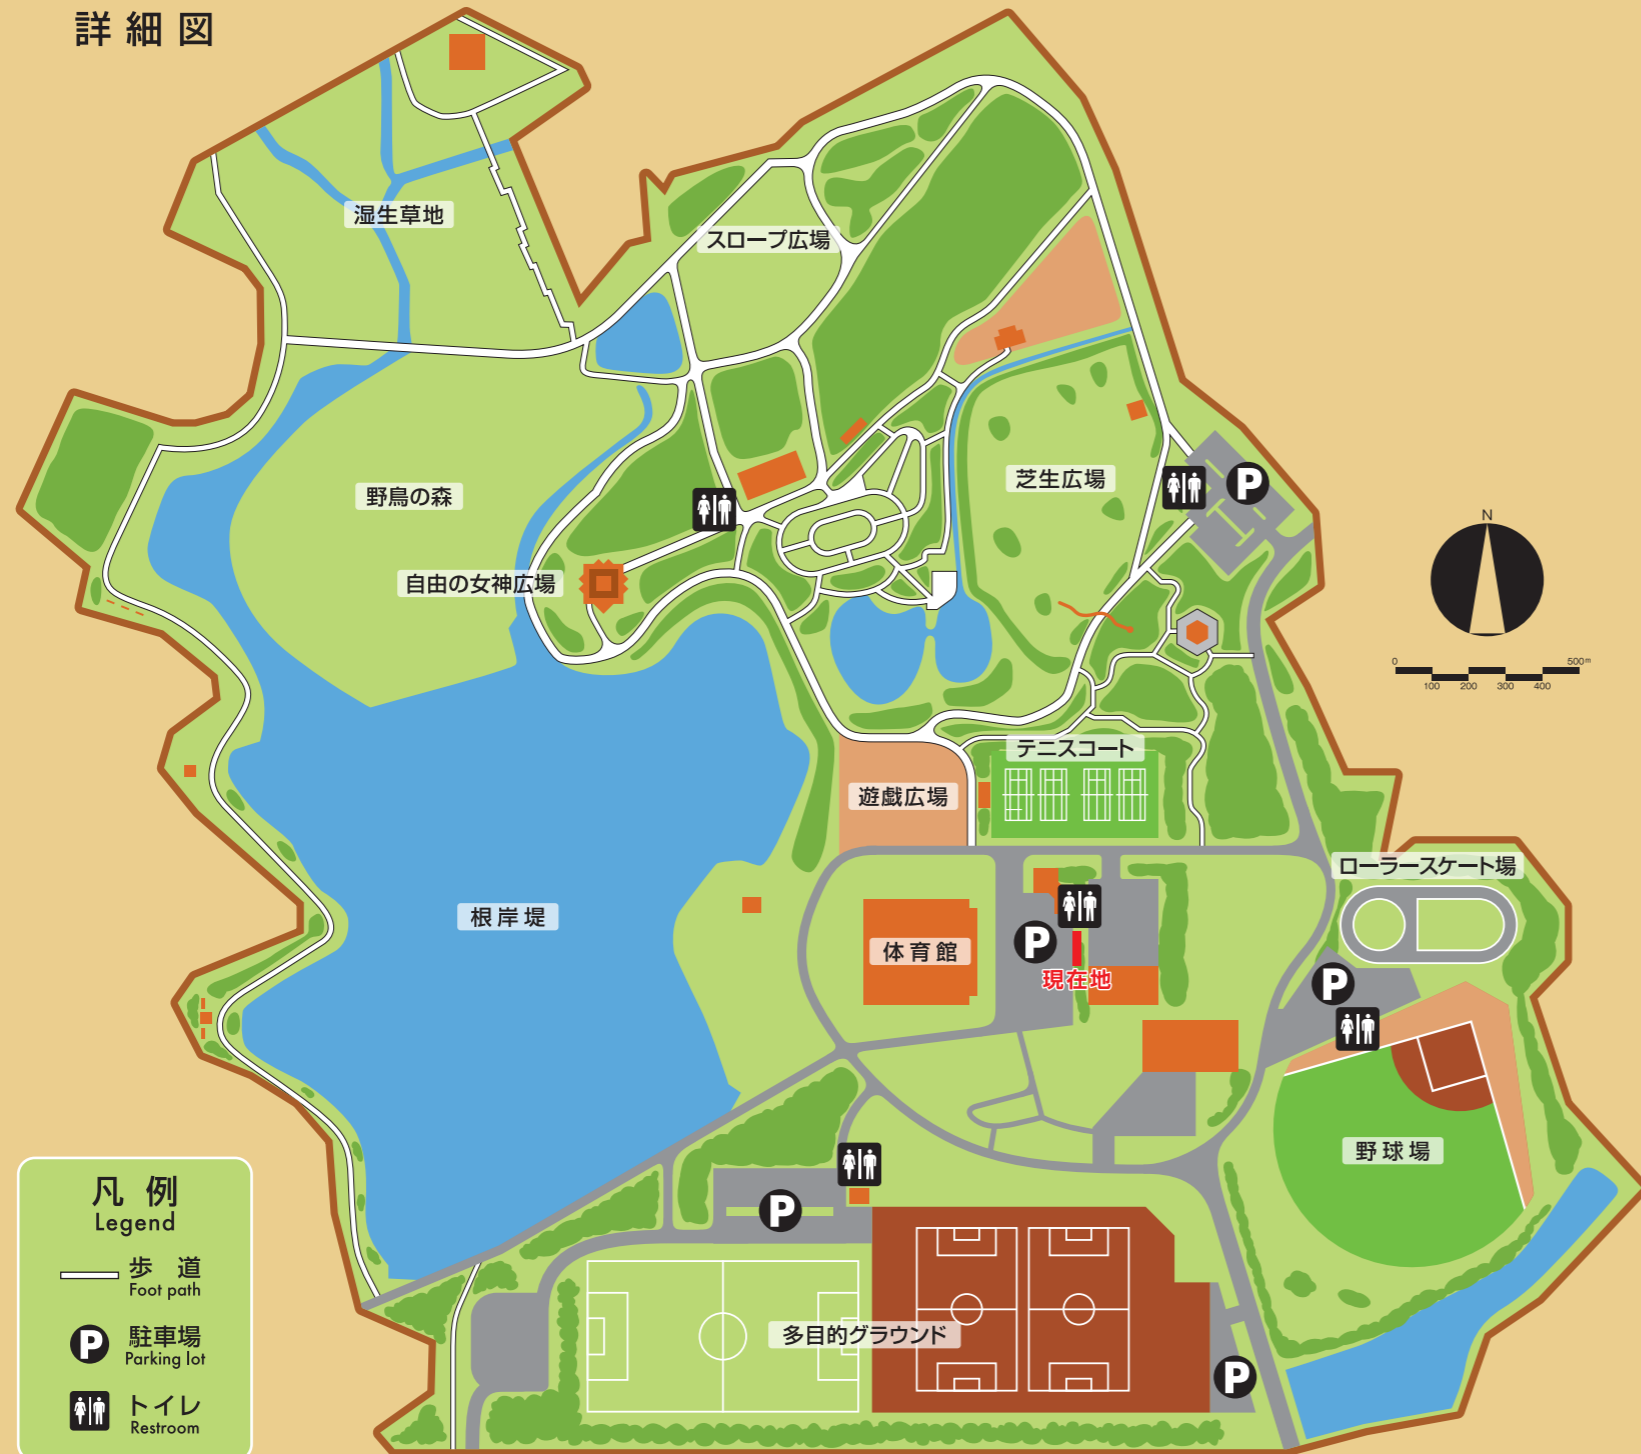 詳細図
湿生草地
スロープ広場
野鳥の森
芝生広場
P
自由の女神広場
N
0 500m
100 200 300 400
テニスコート
遊戯広場
ローラースケート場
根岸堤
体育館
P
現在地
P
野球場
P
多目的グラウンド
P
凡例
Legend
歩道
Foot path
P
駐車場
Parking lot
トイレ
Restroom